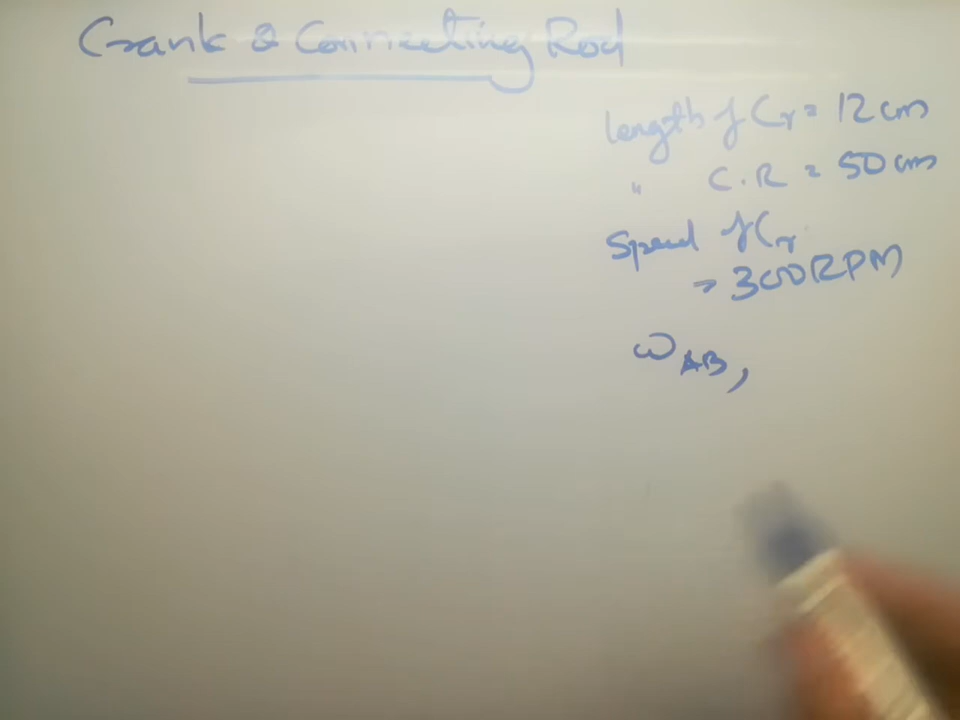 Crank & Connecting Rod
length of Cr = 12 cm
" C.R = 50 cm
Speed of Cr
= 300 RPM
ω AB,